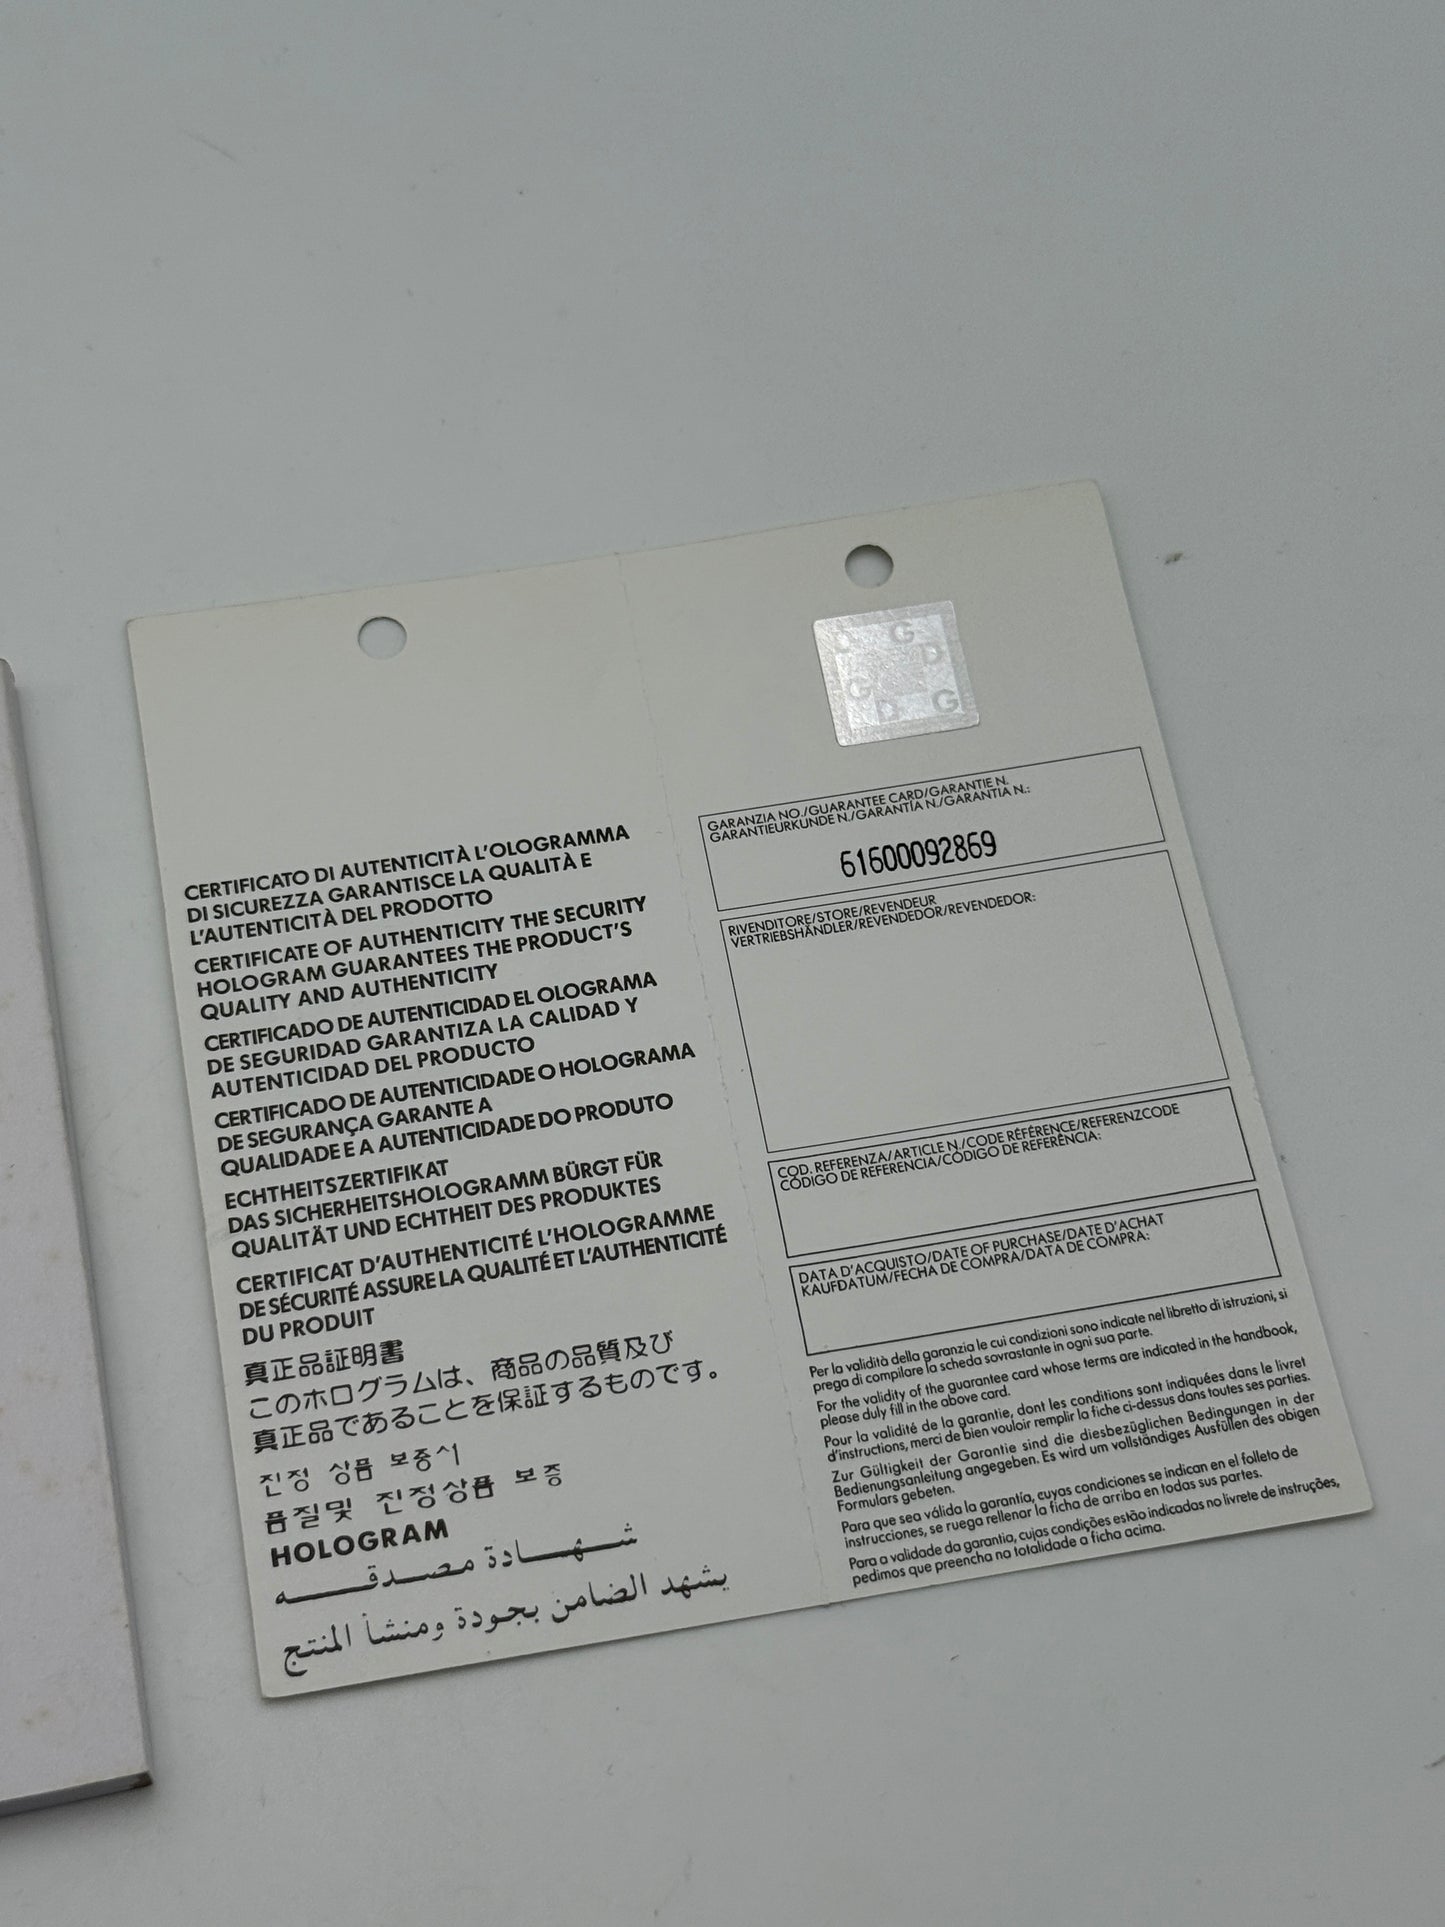 CERTIFICATO DI AUTENTICITÀ L'OLOGRAMMA
DI SICUREZZA GARANTISCE LA QUALITÀ E
L'AUTENTICITÀ DEL PRODOTTO
CERTIFICATE OF AUTHENTICITY THE SECURITY
HOLOGRAM GUARANTEES THE PRODUCT'S
QUALITY AND AUTHENTICITY
CERTIFICADO DE AUTENTICIDAD EL OLOGRAMA
DE SEGURIDAD GARANTIZA LA CALIDAD Y
AUTENTICIDAD DEL PRODUCTO
CERTIFICADO DE AUTENTICIDADE O HOLOGRAMA
DE SEGURANÇA GARANTE A
QUALIDADE E A AUTENTICIDADE DO PRODUTO
ECHTHEITSZERTIFIKAT
DAS SICHERHEITSHOLOGRAMM BÜRGT FÜR
QUALITÄT UND ECHTHEIT DES PRODUKTES
CERTIFICAT D'AUTHENTICITÉ L'HOLOGRAMME
DE SÉCURITÉ ASSURE LA QUALITÉ ET L'AUTHENTICITÉ
DU PRODUIT
真正品証明書
このホログラムは、商品の品質及び
真正品であることを保証するものです。
진정 상품 보증서
품질및 진정상품 보증
HOLOGRAM
شهادة مصدقه
يشهد الضامن بجودة ومنشأ المنتج
G
D
G
D G
GARANZIA NO./GUARANTEE CARD/GARANTIE N.
GARANTIEURKUNDE N./GARANTÍA N./GARANTIA N.:
61600092869
RIVENDITORE/STORE/REVENDEUR
VERTRIEBSHÄNDLER/REVENDEDOR/REVENDEDOR:
COD. REFERENZA/ARTICLE N./CODE RÉFÉRENCE/REFERENZCODE
CÓDIGO DE REFERENCIA/CÓDIGO DE REFERÊNCIA:
DATA D'ACQUISTO/DATE OF PURCHASE/DATE D'ACHAT
KAUFDATUM/FECHA DE COMPRA/DATA DE COMPRA:
Per la validità della garanzia le cui condizioni sono indicate nel libretto di istruzioni, si
prega di compilare la scheda sovrastante in ogni sua parte.
For the validity of the guarantee card whose terms are indicated in the handbook,
please duly fill in the above card.
Pour la validité de la garantie, dont les conditions sont indiquées dans le livret
d'instructions, merci de bien vouloir remplir la fiche ci-dessus dans toutes ses parties.
Zur Gültigkeit der Garantie sind die diesbezüglichen Bedingungen in der
Bedienungsanleitung angegeben. Es wird um vollständiges Ausfüllen des obigen
Formulars gebeten.
Para que sea válida la garantía, cuyas condiciones se indican en el folleto de
instrucciones, se ruega rellenar la ficha de arriba en todas sus partes.
Para a validade da garantia, cujas condições estão indicadas no livrete de instruções,
pedimos que preencha na totalidade a ficha acima.